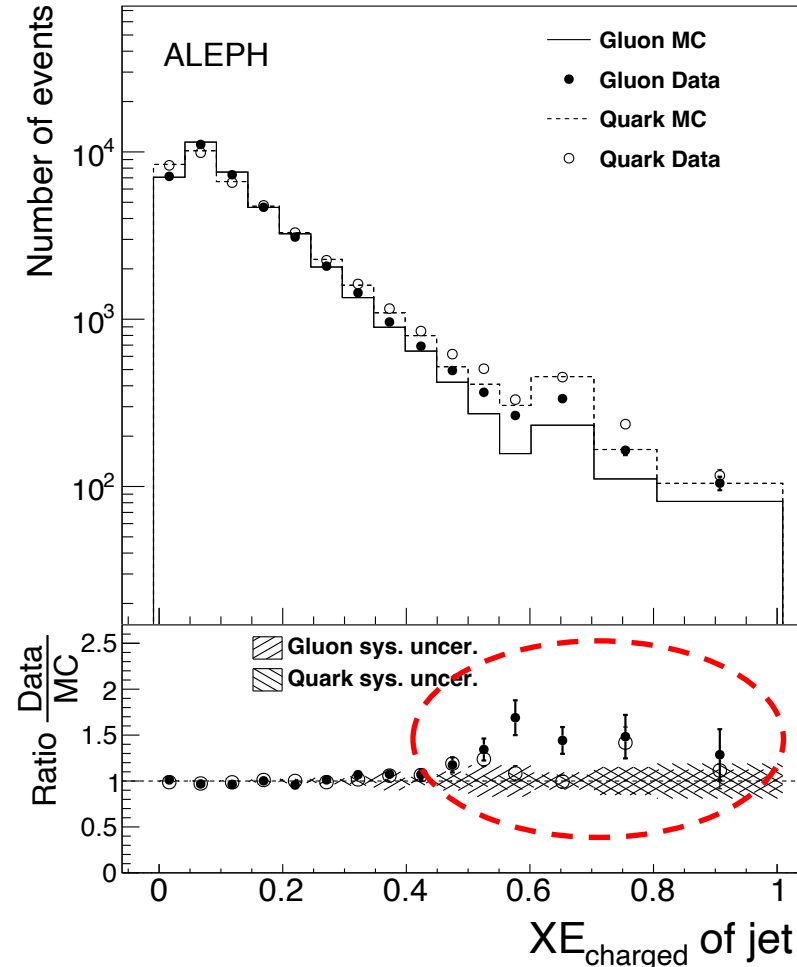 ALEPH
Gluon MC
Gluon Data
Quark MC
Quark Data
Number of events
10⁴
10³
10²
Gluon sys. uncer.
Quark sys. uncer.
Ratio Data/MC
2.5
2
1.5
1
0.5
0
0 0.2 0.4 0.6 0.8 1
XE_charged of jet